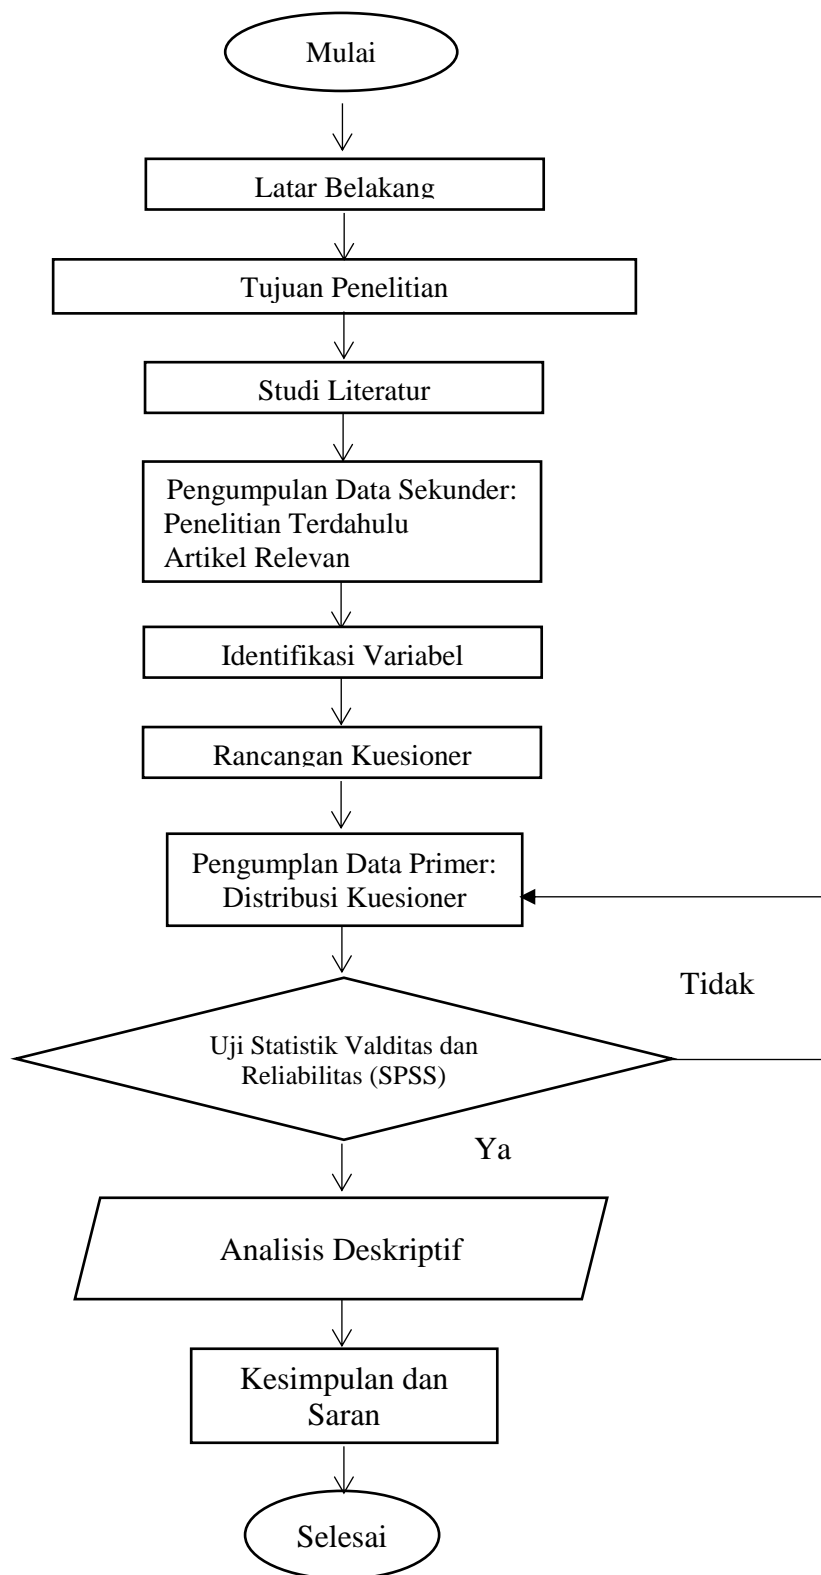 Mulai
Latar Belakang
Tujuan Penelitian
Studi Literatur
Pengumpulan Data Sekunder:
Penelitian Terdahulu
Artikel Relevan
Identifikasi Variabel
Rancangan Kuesioner
Pengumplan Data Primer:
Distribusi Kuesioner
Tidak
Uji Statistik Valditas dan
Reliabilitas (SPSS)
Ya
Analisis Deskriptif
Kesimpulan dan
Saran
Selesai